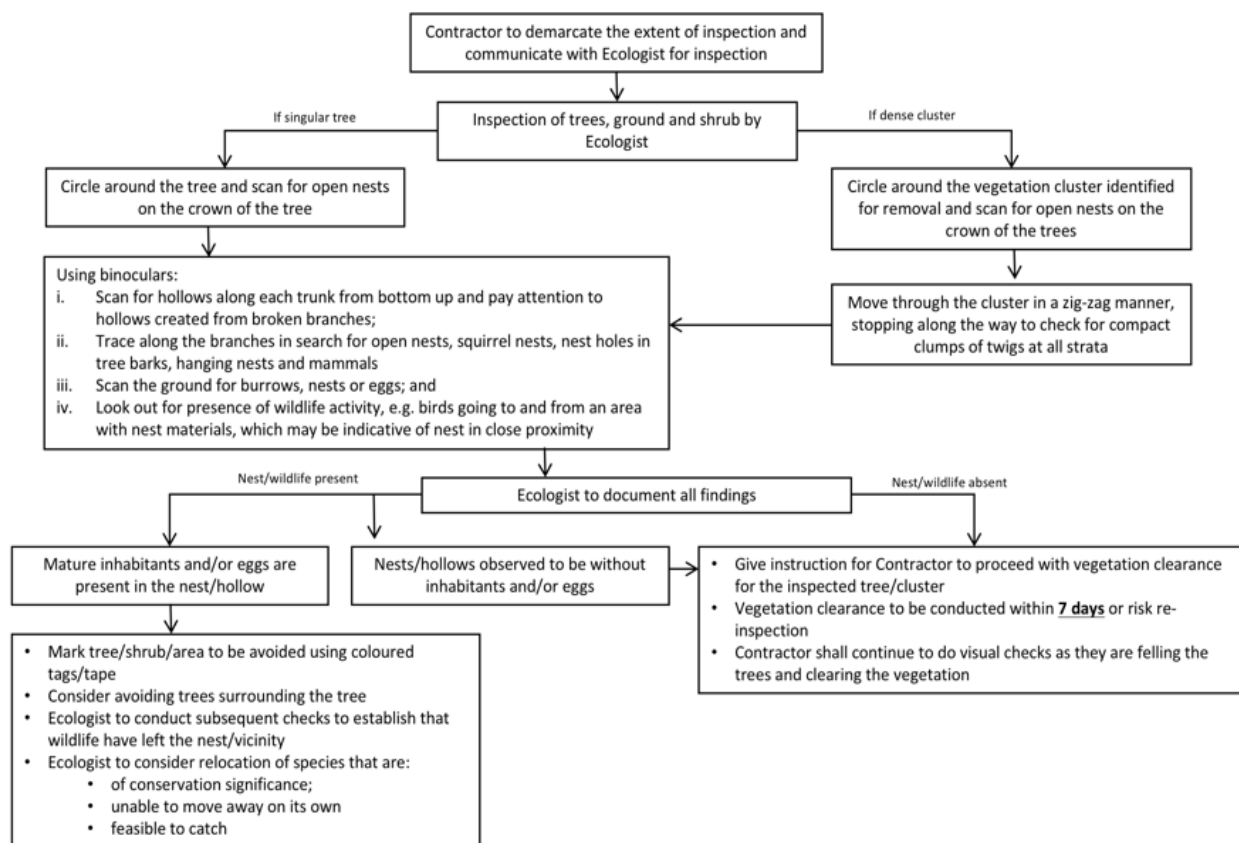 Contractor to demarcate the extent of inspection and
communicate with Ecologist for inspection
If singular tree
Inspection of trees, ground and shrub by
Ecologist
If dense cluster
Circle around the tree and scan for open nests
on the crown of the tree
Circle around the vegetation cluster identified
for removal and scan for open nests on the
crown of the trees
Using binoculars:
i. Scan for hollows along each trunk from bottom up and pay attention to
hollows created from broken branches;
ii. Trace along the branches in search for open nests, squirrel nests, nest holes in
tree barks, hanging nests and mammals
iii. Scan the ground for burrows, nests or eggs; and
iv. Look out for presence of wildlife activity, e.g. birds going to and from an area
with nest materials, which may be indicative of nest in close proximity
Move through the cluster in a zig-zag manner,
stopping along the way to check for compact
clumps of twigs at all strata
Nest/wildlife present
Ecologist to document all findings
Nest/wildlife absent
Mature inhabitants and/or eggs are
present in the nest/hollow
Nests/hollows observed to be without
inhabitants and/or eggs
• Give instruction for Contractor to proceed with vegetation clearance
for the inspected tree/cluster
• Vegetation clearance to be conducted within 7 days or risk re-
inspection
• Contractor shall continue to do visual checks as they are felling the
trees and clearing the vegetation
• Mark tree/shrub/area to be avoided using coloured
tags/tape
• Consider avoiding trees surrounding the tree
• Ecologist to conduct subsequent checks to establish that
wildlife have left the nest/vicinity
• Ecologist to consider relocation of species that are:
• of conservation significance;
• unable to move away on its own
• feasible to catch